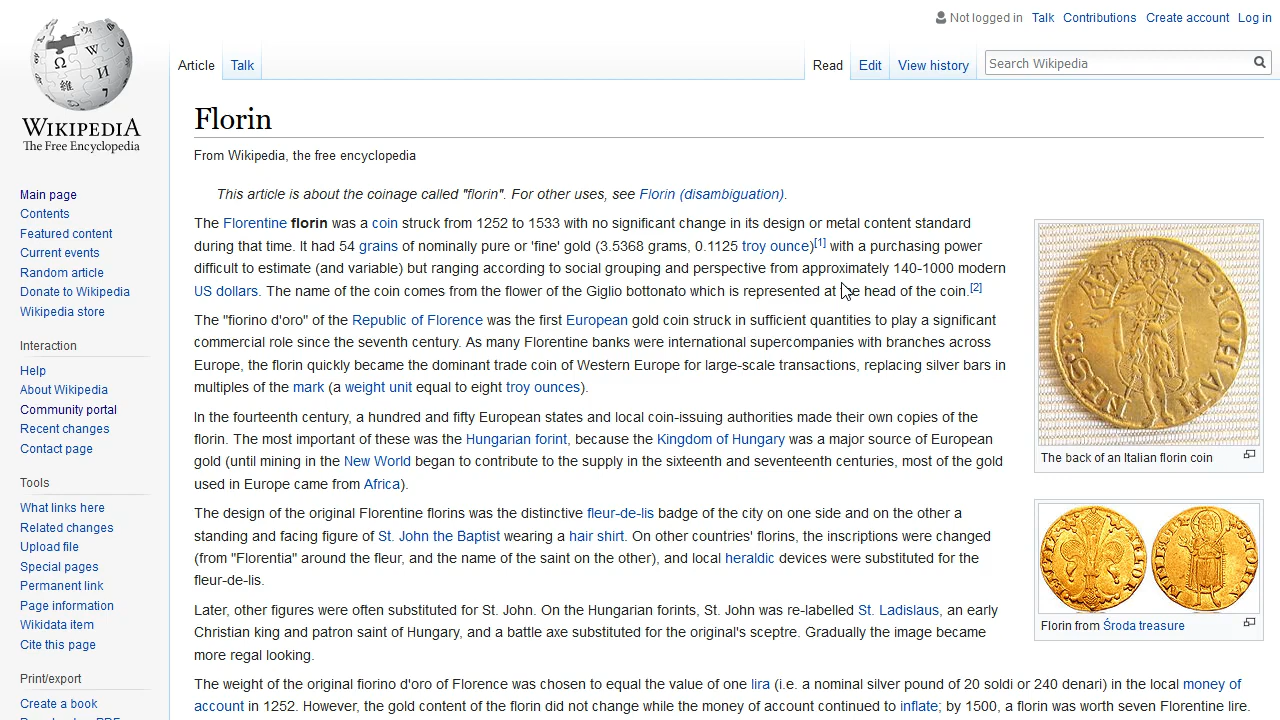 Not logged in Talk Contributions Create account Log in
Article Talk Read Edit View history Search Wikipedia
WIKIPEDIA
The Free Encyclopedia
Main page
Contents
Featured content
Current events
Random article
Donate to Wikipedia
Wikipedia store
Interaction
Help
About Wikipedia
Community portal
Recent changes
Contact page
Tools
What links here
Related changes
Upload file
Special pages
Permanent link
Page information
Wikidata item
Cite this page
Print/export
Create a book
Florin
From Wikipedia, the free encyclopedia
This article is about the coinage called "florin". For other uses, see Florin (disambiguation).
The Florentine florin was a coin struck from 1252 to 1533 with no significant change in its design or metal content standard
during that time. It had 54 grains of nominally pure or 'fine' gold (3.5368 grams, 0.1125 troy ounce)[1] with a purchasing power
difficult to estimate (and variable) but ranging according to social grouping and perspective from approximately 140-1000 modern
US dollars. The name of the coin comes from the flower of the Giglio bottonato which is represented at the head of the coin.[2]
The "fiorino d'oro" of the Republic of Florence was the first European gold coin struck in sufficient quantities to play a significant
commercial role since the seventh century. As many Florentine banks were international supercompanies with branches across
Europe, the florin quickly became the dominant trade coin of Western Europe for large-scale transactions, replacing silver bars in
multiples of the mark (a weight unit equal to eight troy ounces).
In the fourteenth century, a hundred and fifty European states and local coin-issuing authorities made their own copies of the
florin. The most important of these was the Hungarian forint, because the Kingdom of Hungary was a major source of European
gold (until mining in the New World began to contribute to the supply in the sixteenth and seventeenth centuries, most of the gold
used in Europe came from Africa).
The design of the original Florentine florins was the distinctive fleur-de-lis badge of the city on one side and on the other a
standing and facing figure of St. John the Baptist wearing a hair shirt. On other countries' florins, the inscriptions were changed
(from "Florentia" around the fleur, and the name of the saint on the other), and local heraldic devices were substituted for the
fleur-de-lis.
Later, other figures were often substituted for St. John. On the Hungarian forints, St. John was re-labelled St. Ladislaus, an early
Christian king and patron saint of Hungary, and a battle axe substituted for the original's sceptre. Gradually the image became
more regal looking.
The weight of the original fiorino d'oro of Florence was chosen to equal the value of one lira (i.e. a nominal silver pound of 20 soldi or 240 denari) in the local money of
account in 1252. However, the gold content of the florin did not change while the money of account continued to inflate; by 1500, a florin was worth seven Florentine lire.
The back of an Italian florin coin
Florin from Środa treasure